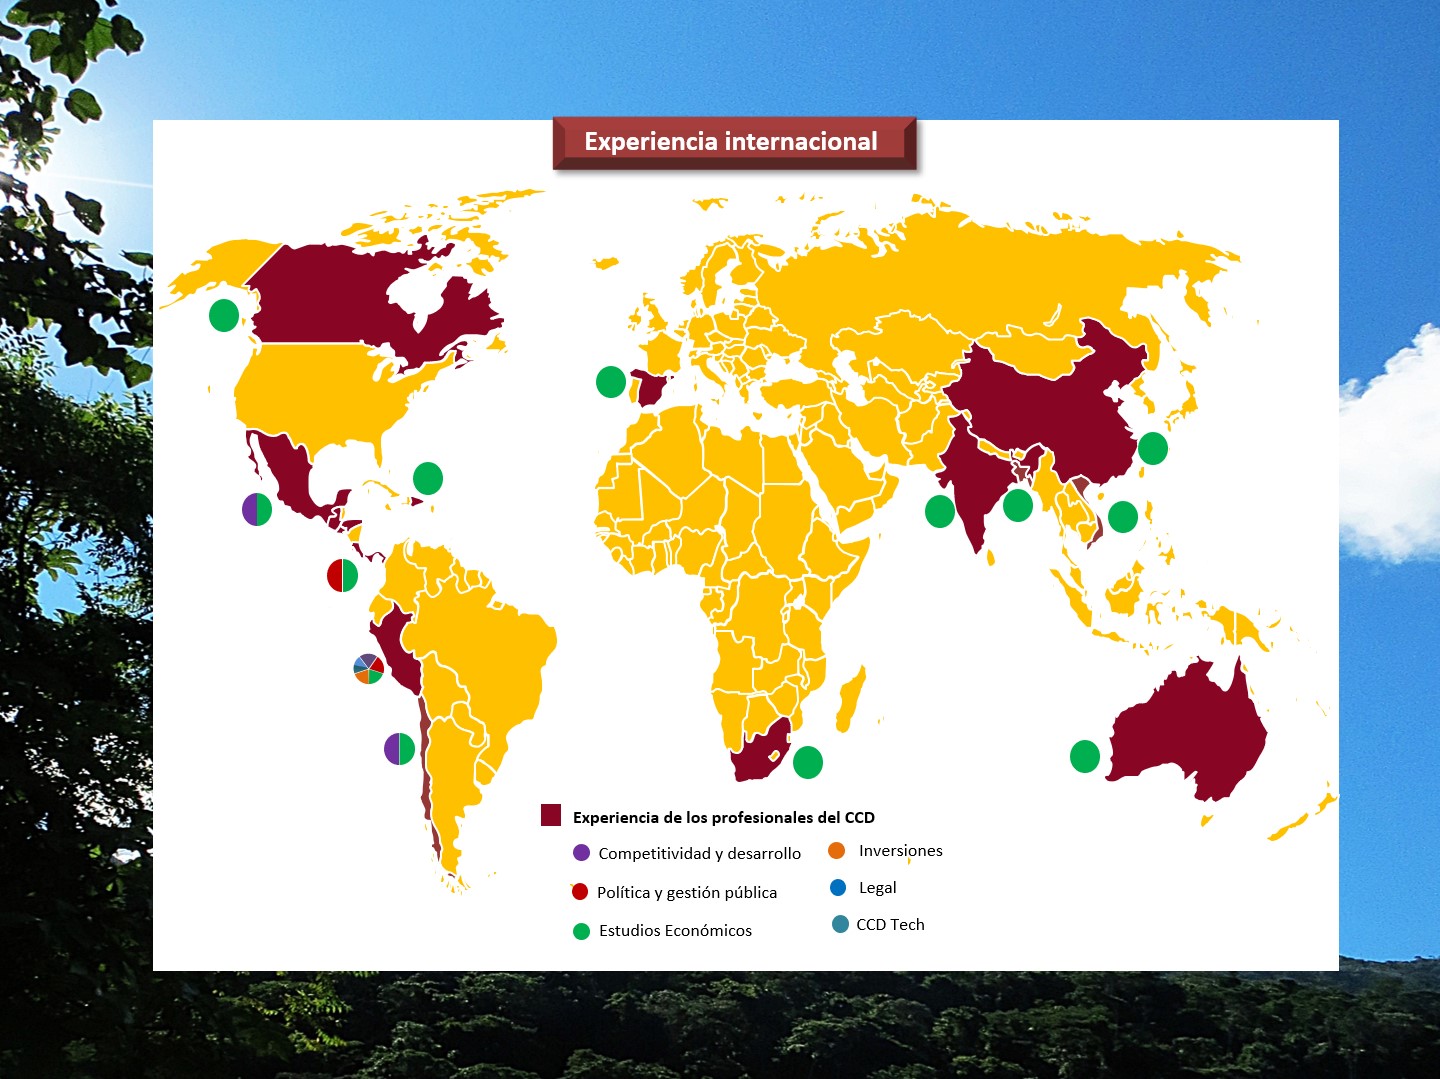 Experiencia internacional
Experiencia de los profesionales del CCD
Competitividad y desarrollo
Inversiones
Política y gestión pública
Legal
Estudios Económicos
CCD Tech